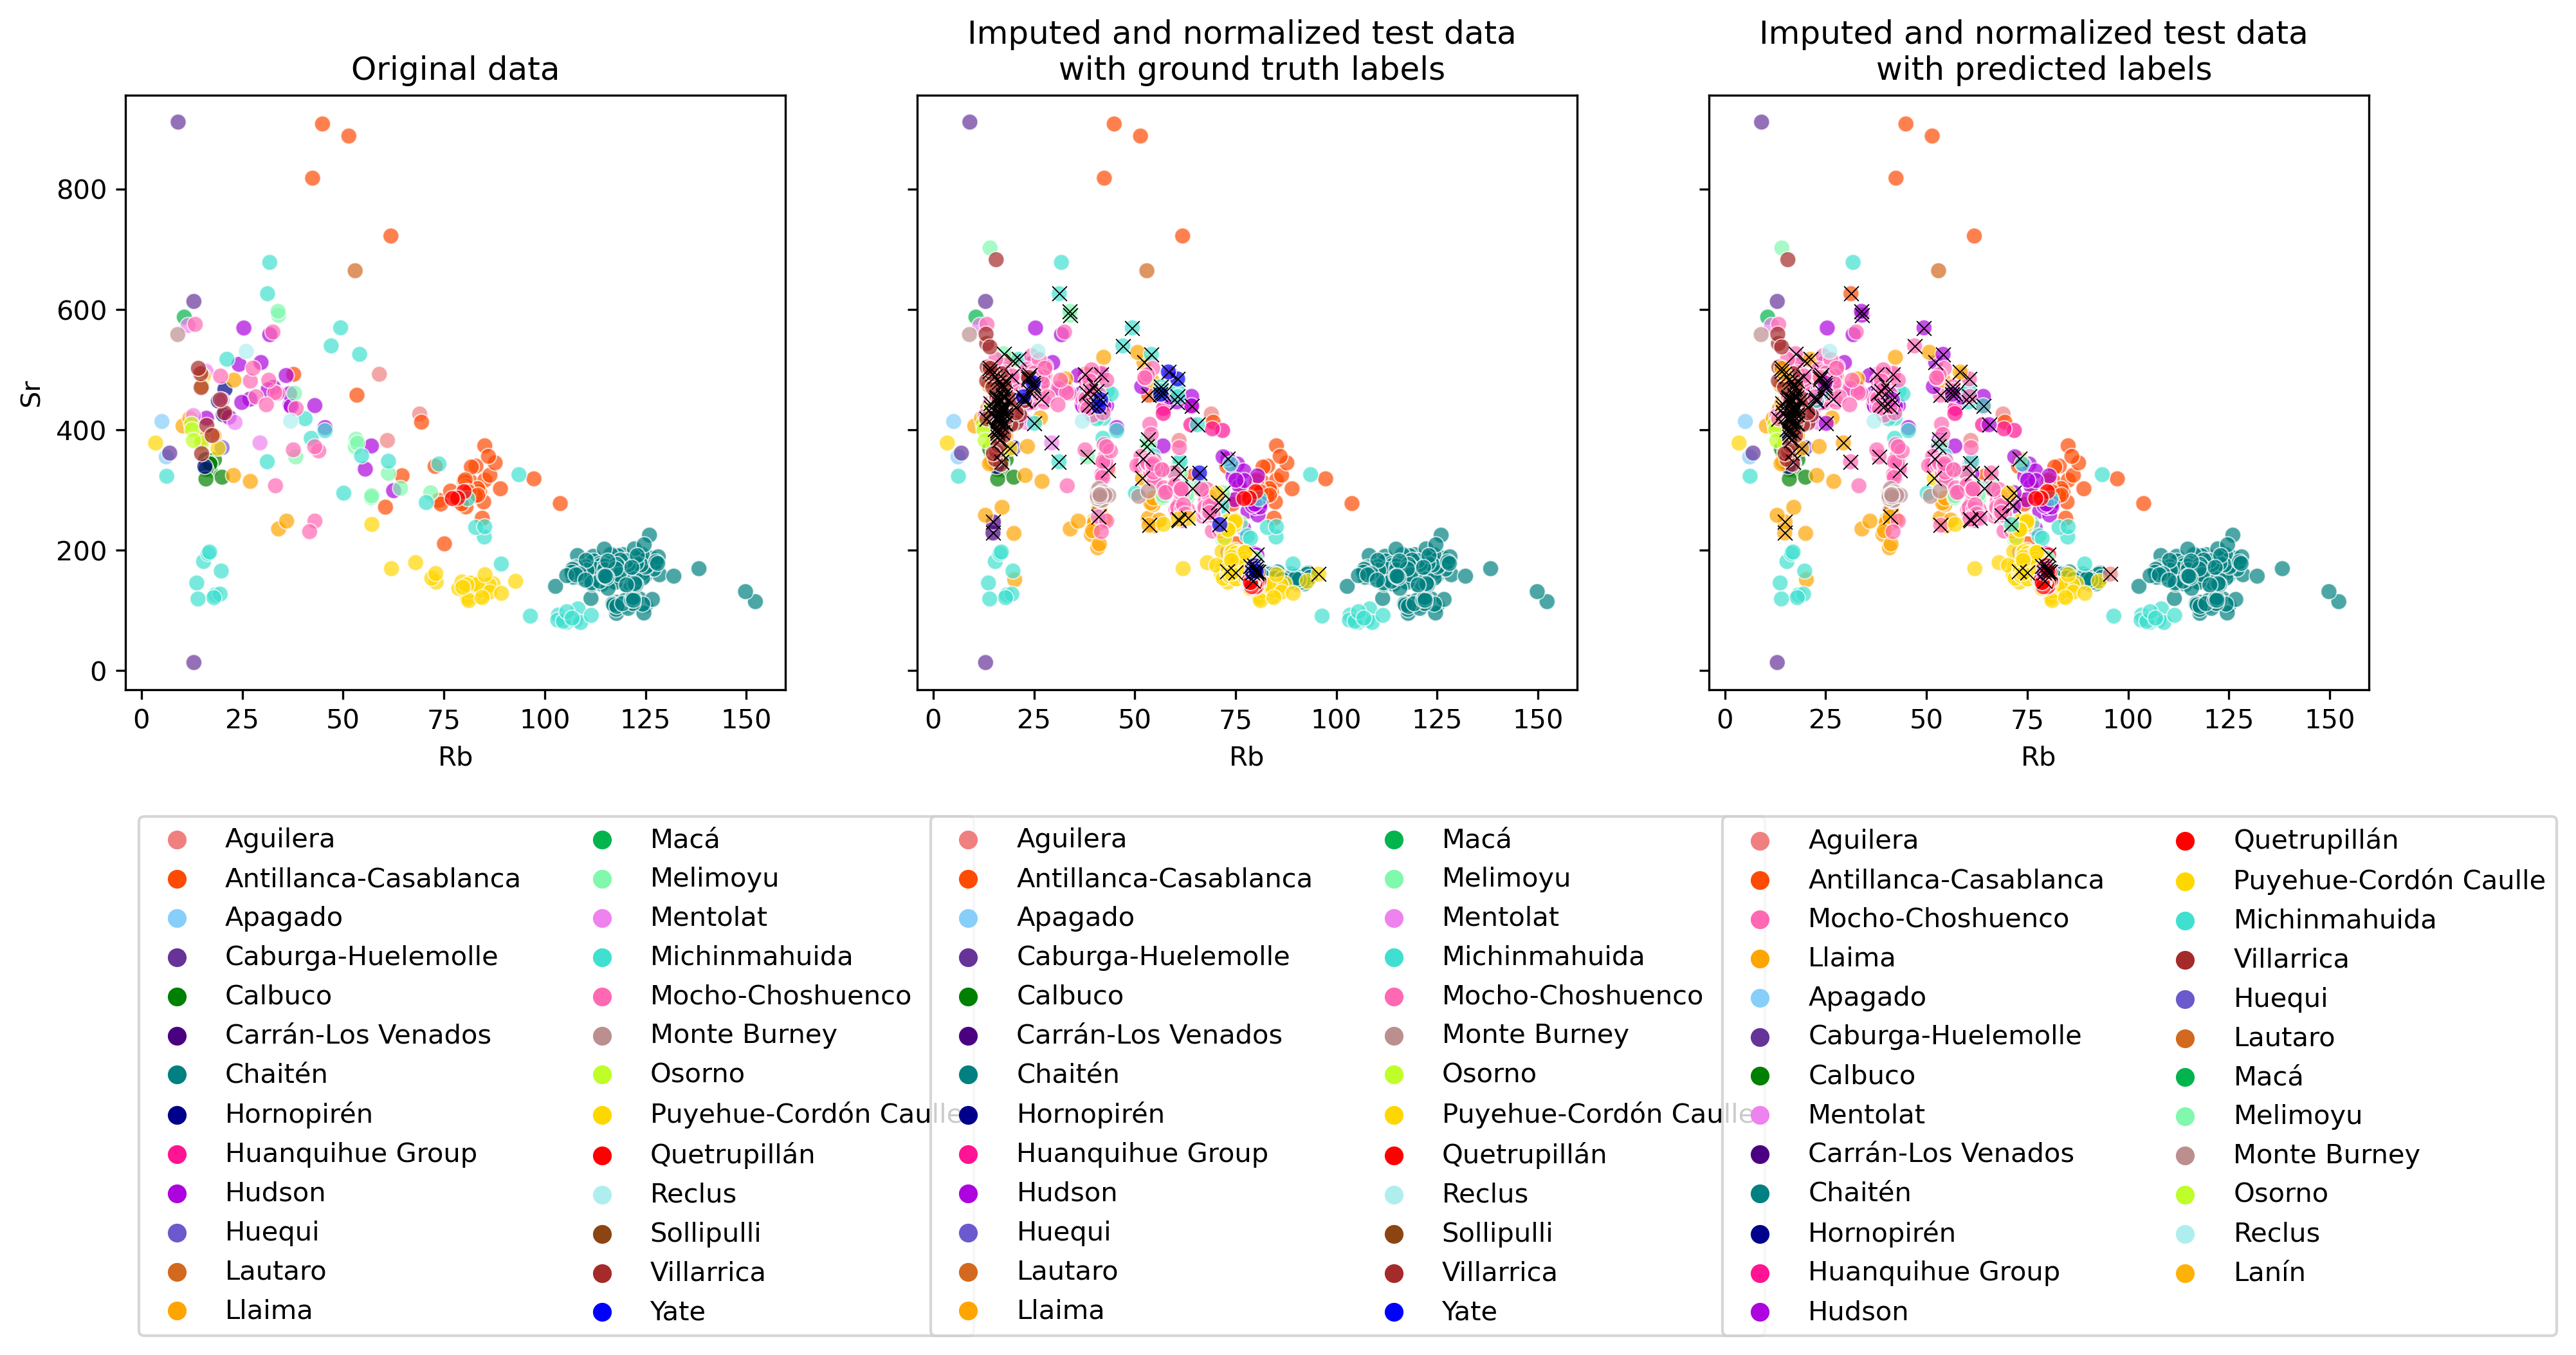 Original data
Imputed and normalized test data
with ground truth labels
Imputed and normalized test data
with predicted labels
Sr
800
600
400
200
0
0 25 50 75 100 125 150
Rb
0 25 50 75 100 125 150
Rb
0 25 50 75 100 125 150
Rb
Aguilera
Antillanca-Casablanca
Apagado
Caburga-Huelemolle
Calbuco
Carrán-Los Venados
Chaitén
Hornopirén
Huanquihue Group
Hudson
Huequi
Lautaro
Llaima
Macá
Melimoyu
Mentolat
Michinmahuida
Mocho-Choshuenco
Monte Burney
Osorno
Puyehue-Cordón Caulle
Quetrupillán
Reclus
Sollipulli
Villarrica
Yate
Aguilera
Antillanca-Casablanca
Apagado
Caburga-Huelemolle
Calbuco
Carrán-Los Venados
Chaitén
Hornopirén
Huanquihue Group
Hudson
Huequi
Lautaro
Llaima
Macá
Melimoyu
Mentolat
Michinmahuida
Mocho-Choshuenco
Monte Burney
Osorno
Puyehue-Cordón Caulle
Quetrupillán
Reclus
Sollipulli
Villarrica
Yate
Aguilera
Antillanca-Casablanca
Mocho-Choshuenco
Llaima
Apagado
Caburga-Huelemolle
Calbuco
Mentolat
Carrán-Los Venados
Chaitén
Hornopirén
Huanquihue Group
Hudson
Quetrupillán
Puyehue-Cordón Caulle
Michinmahuida
Villarrica
Huequi
Lautaro
Macá
Melimoyu
Monte Burney
Osorno
Reclus
Lanín